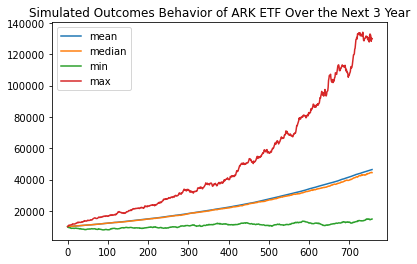 Simulated Outcomes Behavior of ARK ETF Over the Next 3 Year
140000
120000
100000
80000
60000
40000
20000
mean
median
min
max
0 100 200 300 400 500 600 700